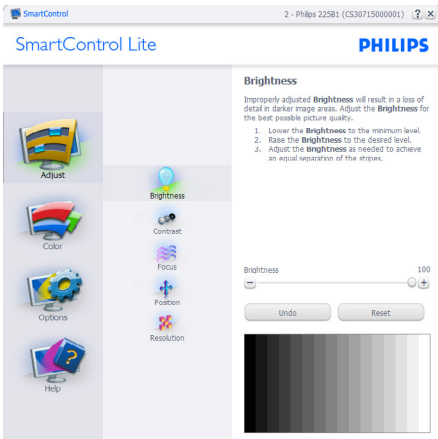 SmartControl
2 - Philips 225B1 (CS30715000001)
SmartControl Lite
PHILIPS
Adjust
Color
Options
Help
Brightness
Contrast
Focus
Position
Resolution
Brightness
Improperly adjusted Brightness will result in a loss of
detail in darker image areas. Adjust the Brightness for
the best possible picture quality.
1. Lower the Brightness to the minimum level.
2. Raise the Brightness to the desired level.
3. Adjust the Brightness as needed to achieve
an equal separation of the stripes.
Brightness 100
Undo
Reset